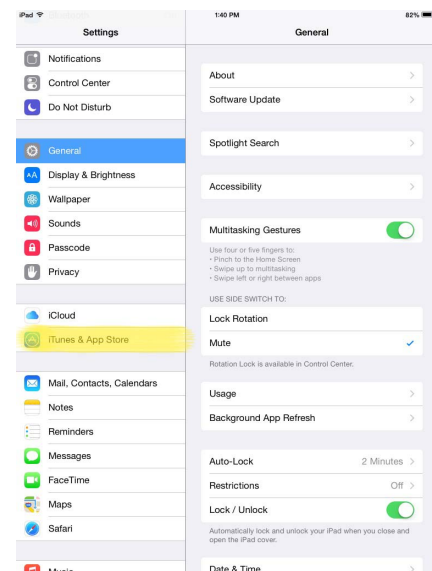 iPad 1:40 PM 82%
Settings
Notifications
Control Center
Do Not Disturb
General
Display & Brightness
Wallpaper
Sounds
Passcode
Privacy
iCloud
iTunes & App Store
Mail, Contacts, Calendars
Notes
Reminders
Messages
FaceTime
Maps
Safari
General
About
Software Update
Spotlight Search
Accessibility
Multitasking Gestures
Use four or five fingers to:
• Pinch to the Home Screen
• Swipe up to multitasking
• Swipe left or right between apps
USE SIDE SWITCH TO:
Lock Rotation
Mute
Rotation Lock is available in Control Center.
Usage
Background App Refresh
Auto-Lock 2 Minutes
Restrictions Off
Lock / Unlock
Automatically lock and unlock your iPad when you close and
open the iPad cover.
Date & Time